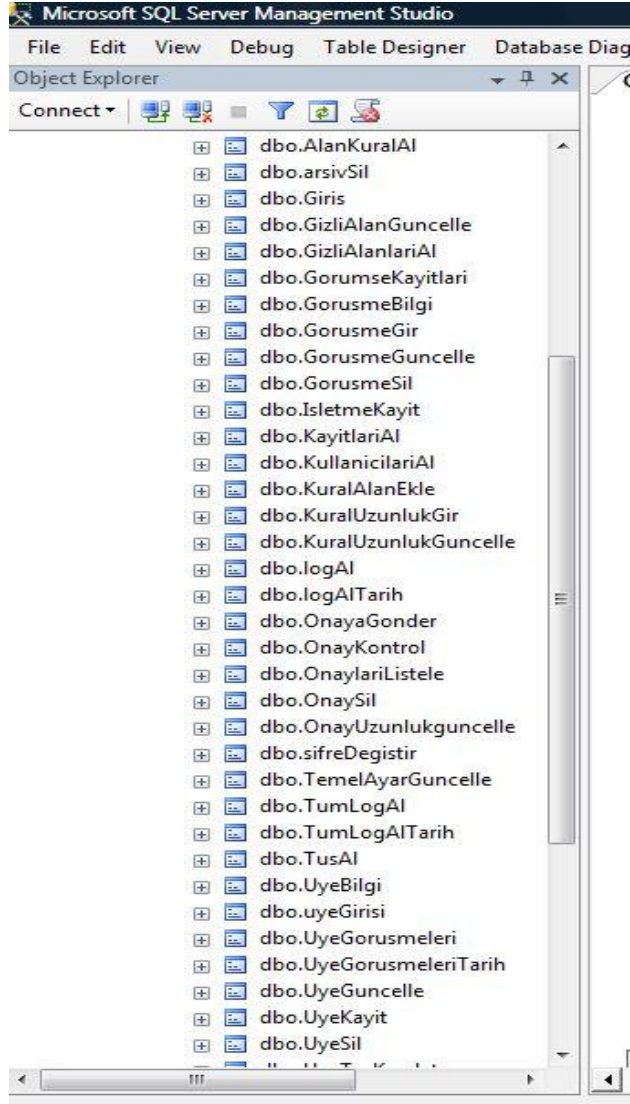 Microsoft SQL Server Management Studio
File Edit View Debug Table Designer Database Diag
Object Explorer
Connect
dbo.AlanKuralAl
dbo.arsivSil
dbo.Giris
dbo.GizliAlanGuncelle
dbo.GizliAlanlariAl
dbo.GorumseKayitlari
dbo.GorusmeBilgi
dbo.GorusmeGir
dbo.GorusmeGuncelle
dbo.GorusmeSil
dbo.IsletmeKayit
dbo.KayitlariAl
dbo.KullanicilariAl
dbo.KuralAlanEkle
dbo.KuralUzunlukGir
dbo.KuralUzunlukGuncelle
dbo.logAl
dbo.logAlTarih
dbo.OnayaGonder
dbo.OnayKontrol
dbo.OnaylariListele
dbo.OnaySil
dbo.OnayUzunlukguncelle
dbo.sifreDegistir
dbo.TemelAyarGuncelle
dbo.TumLogAl
dbo.TumLogAlTarih
dbo.TusAl
dbo.UyeBilgi
dbo.uyeGirisi
dbo.UyeGorusmeleri
dbo.UyeGorusmeleriTarih
dbo.UyeGuncelle
dbo.UyeKayit
dbo.UyeSil